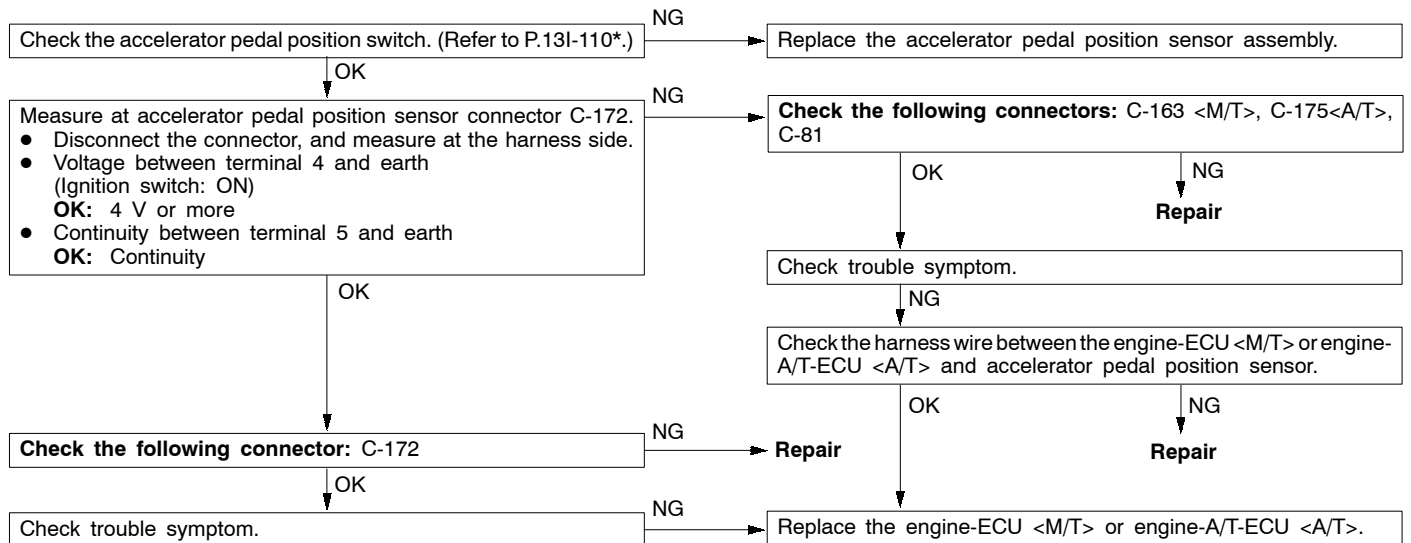 NG
Check the accelerator pedal position switch. (Refer to P.13I-110*.)
Replace the accelerator pedal position sensor assembly.
OK
Measure at accelerator pedal position sensor connector C-172.
● Disconnect the connector, and measure at the harness side.
● Voltage between terminal 4 and earth
(Ignition switch: ON)
OK: 4 V or more
● Continuity between terminal 5 and earth
OK: Continuity
NG
Check the following connectors: C-163 <M/T>, C-175<A/T>,
C-81
OK
NG
Repair
Check trouble symptom.
NG
Check the harness wire between the engine-ECU <M/T> or engine-
A/T-ECU <A/T> and accelerator pedal position sensor.
OK
NG
Repair
OK
Check the following connector: C-172
NG
Repair
OK
Check trouble symptom.
NG
Replace the engine-ECU <M/T> or engine-A/T-ECU <A/T>.